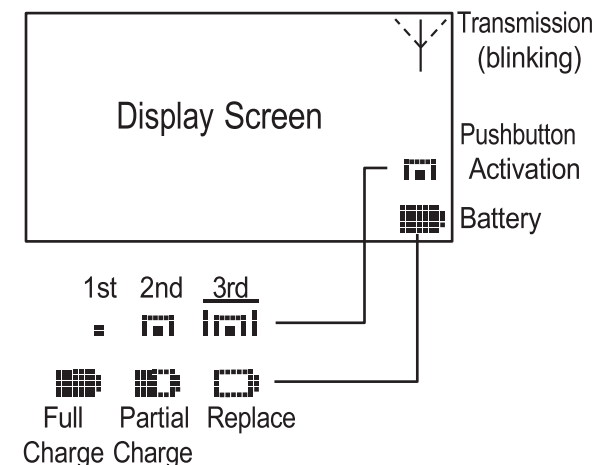 Transmission
(blinking)
Display Screen
Pushbutton
Activation
Battery
1st 2nd 3rd
Full Partial Replace
Charge Charge